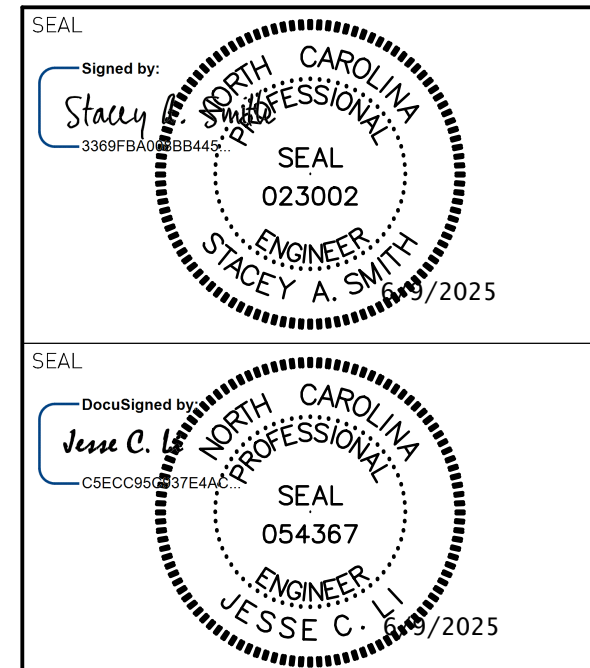 SEAL
Signed by:
Stacey A. Smith
3369FBA008BB445...
NORTH CAROLINA
PROFESSIONAL
SEAL
023002
ENGINEER
STACEY A. SMITH
6/9/2025
SEAL
DocuSigned by:
Jesse C. Li
C5ECC95C937E4AC...
NORTH CAROLINA
PROFESSIONAL
SEAL
054367
ENGINEER
JESSE C. LI
6/9/2025